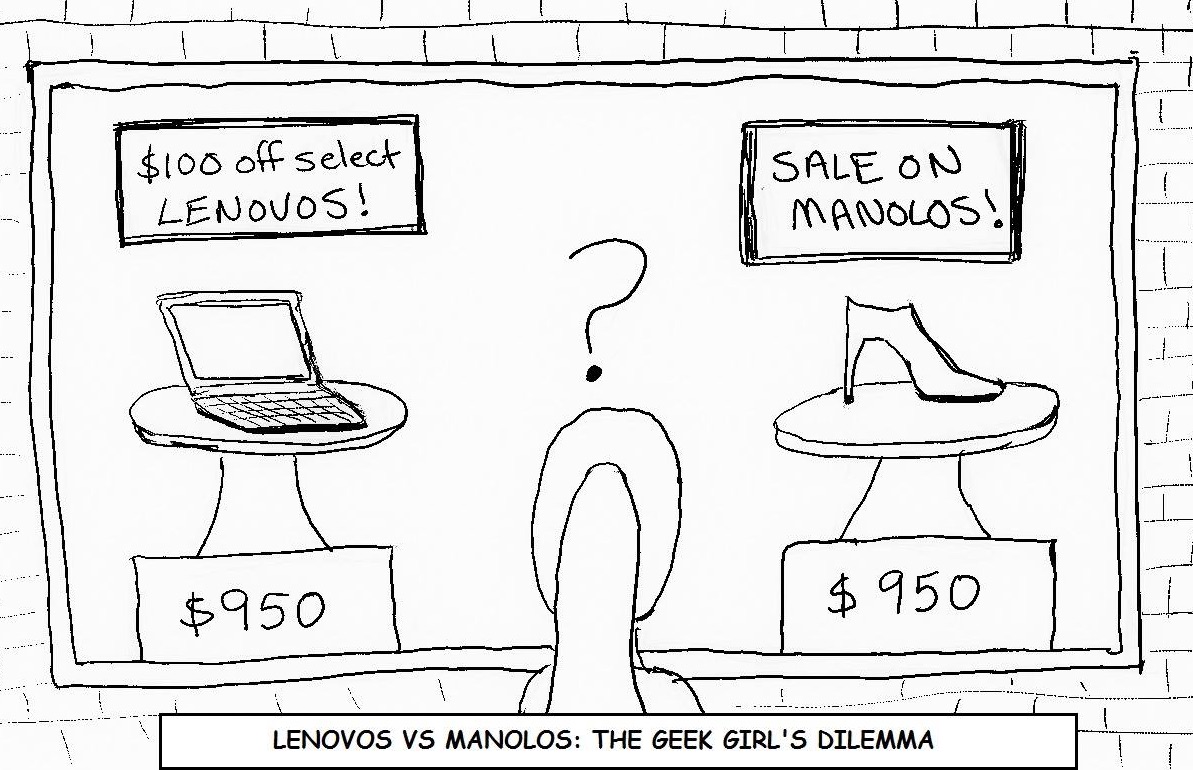 $100 off select
LENOVOS!
SALE ON
MANOLOS!
?
$950
$950
LENOVOS VS MANOLOS: THE GEEK GIRL'S DILEMMA